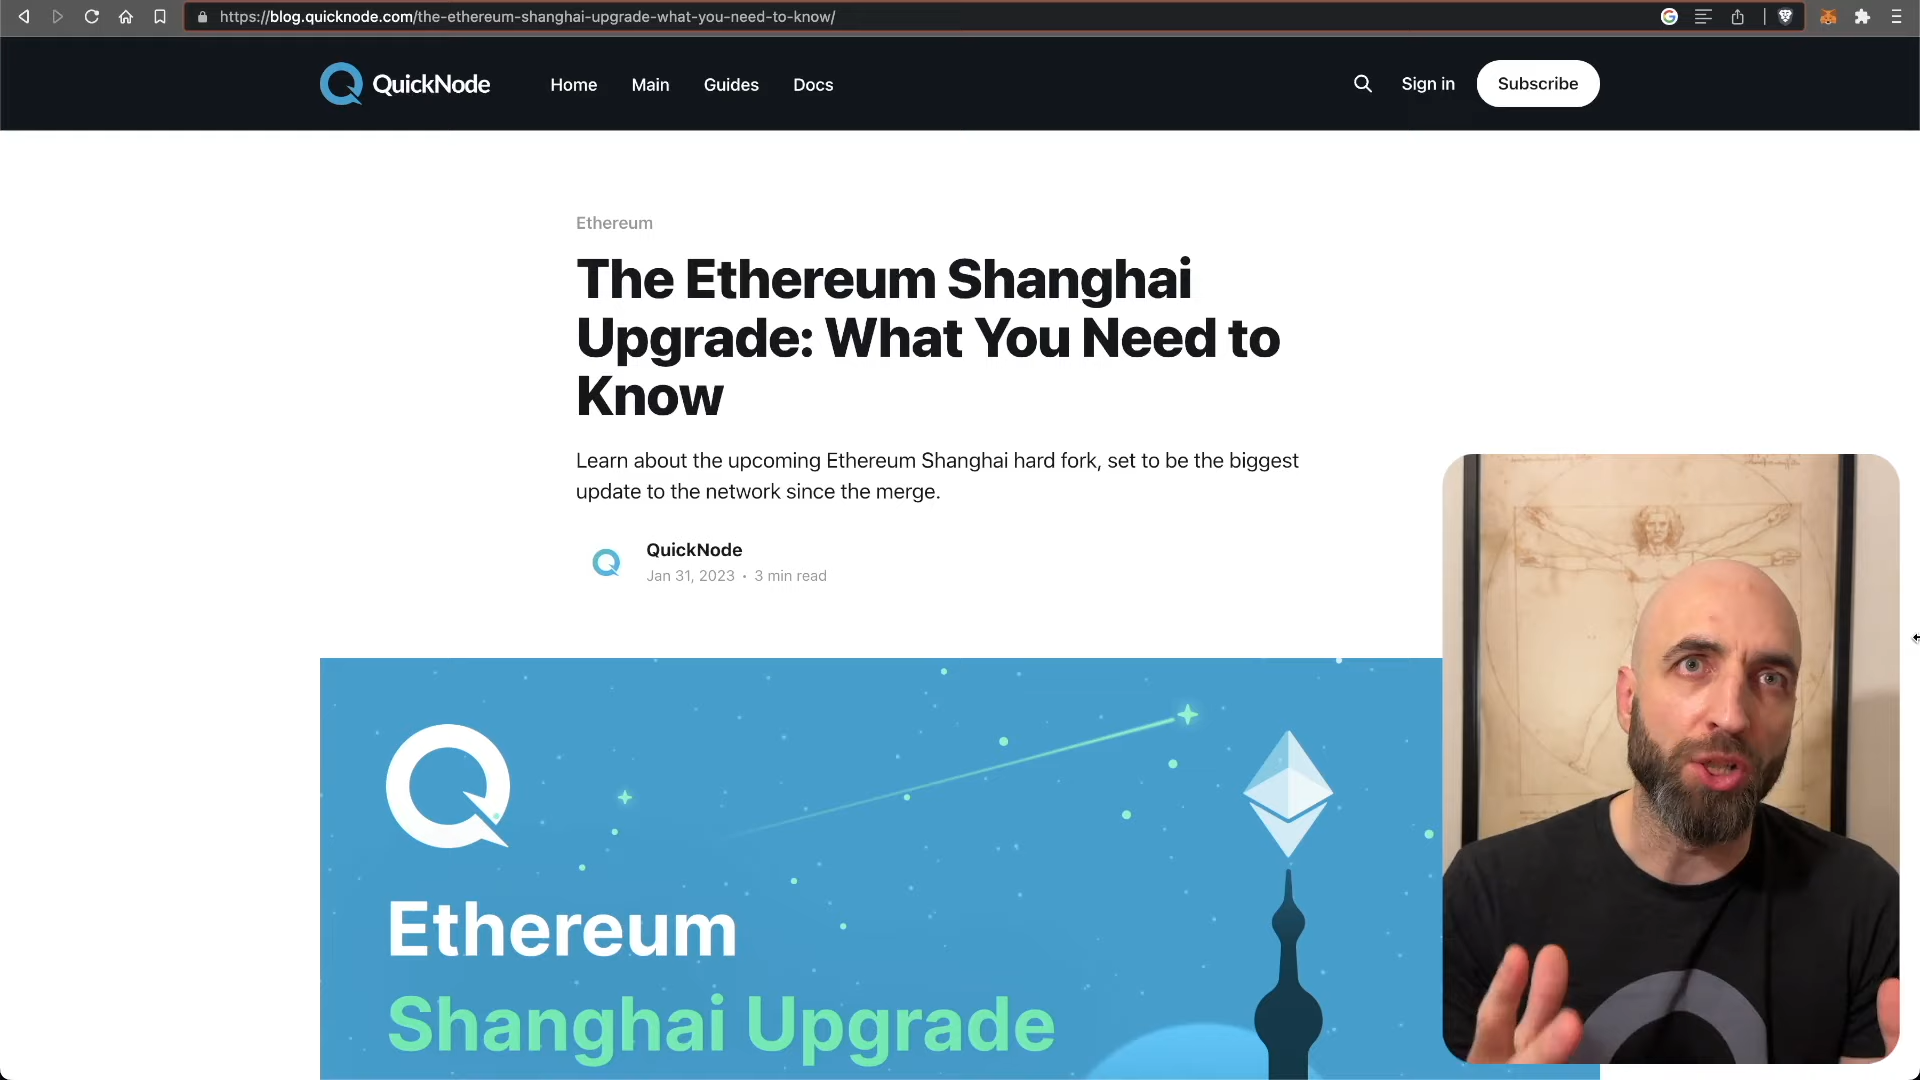 https://blog.quicknode.com/the-ethereum-shanghai-upgrade-what-you-need-to-know/
QuickNode
Home
Main
Guides
Docs
Sign in
Subscribe
Ethereum
The Ethereum Shanghai
Upgrade: What You Need to
Know
Learn about the upcoming Ethereum Shanghai hard fork, set to be the biggest
update to the network since the merge.
QuickNode
Jan 31, 2023 • 3 min read
Ethereum
Shanghai Upgrade